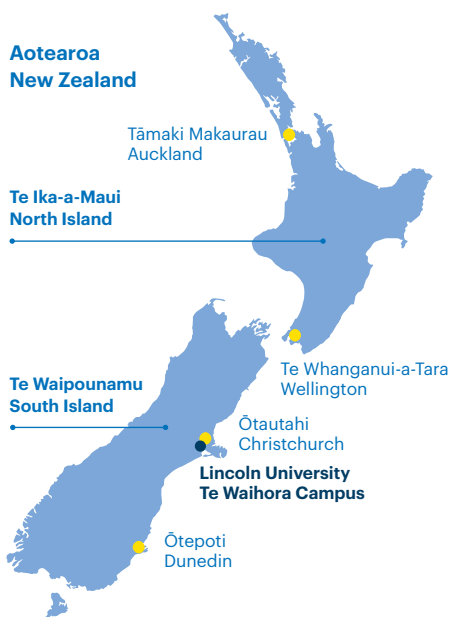 Aotearoa
New Zealand
Tāmaki Makaurau
Auckland
Te Ika-a-Maui
North Island
Te Whanganui-a-Tara
Wellington
Te Waipounamu
South Island
Ōtautahi
Christchurch
Lincoln University
Te Waihora Campus
Ōtepoti
Dunedin